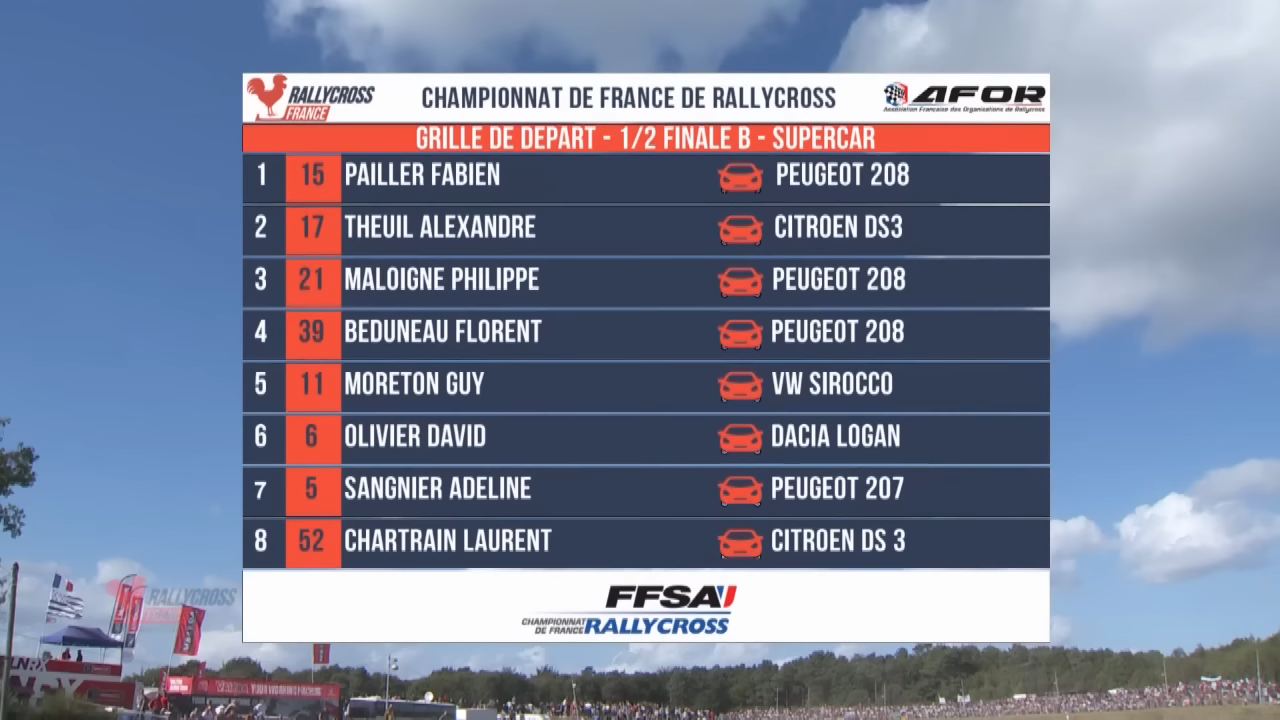 RALLYCROSS
FRANCE
CHAMPIONNAT DE FRANCE DE RALLYCROSS
AFOR
Association Française des Organisateurs de Rallycross
GRILLE DE DEPART - 1/2 FINALE B - SUPERCAR
1 15 PAILLER FABIEN PEUGEOT 208
2 17 THEUIL ALEXANDRE CITROEN DS3
3 21 MALOIGNE PHILIPPE PEUGEOT 208
4 39 BEDUNEAU FLORENT PEUGEOT 208
5 11 MORETON GUY VW SIROCCO
6 6 OLIVIER DAVID DACIA LOGAN
7 5 SANGNIER ADELINE PEUGEOT 207
8 52 CHARTRAIN LAURENT CITROEN DS 3
FFSA
CHAMPIONNAT
DE FRANCE RALLYCROSS
RALLYCROSS
FRANCE